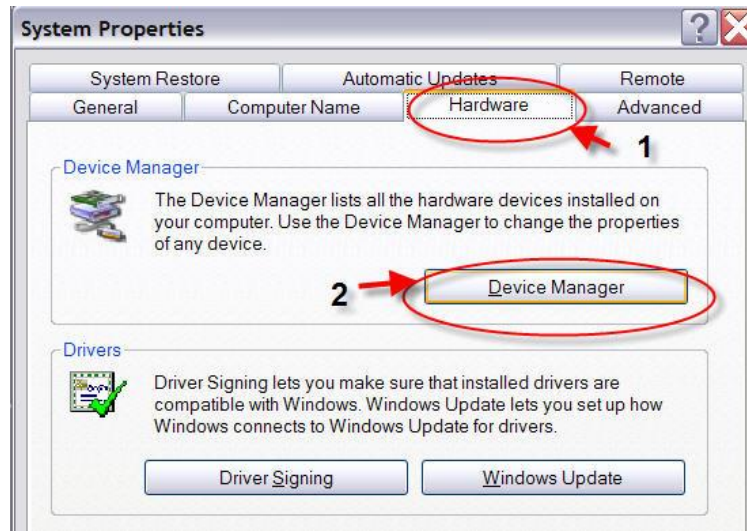 System Properties
System Restore Automatic Updates Remote
General Computer Name Hardware Advanced
1
Device Manager
The Device Manager lists all the hardware devices installed on
your computer. Use the Device Manager to change the properties
of any device.
2 Device Manager
Drivers
Driver Signing lets you make sure that installed drivers are
compatible with Windows. Windows Update lets you set up how
Windows connects to Windows Update for drivers.
Driver Signing Windows Update